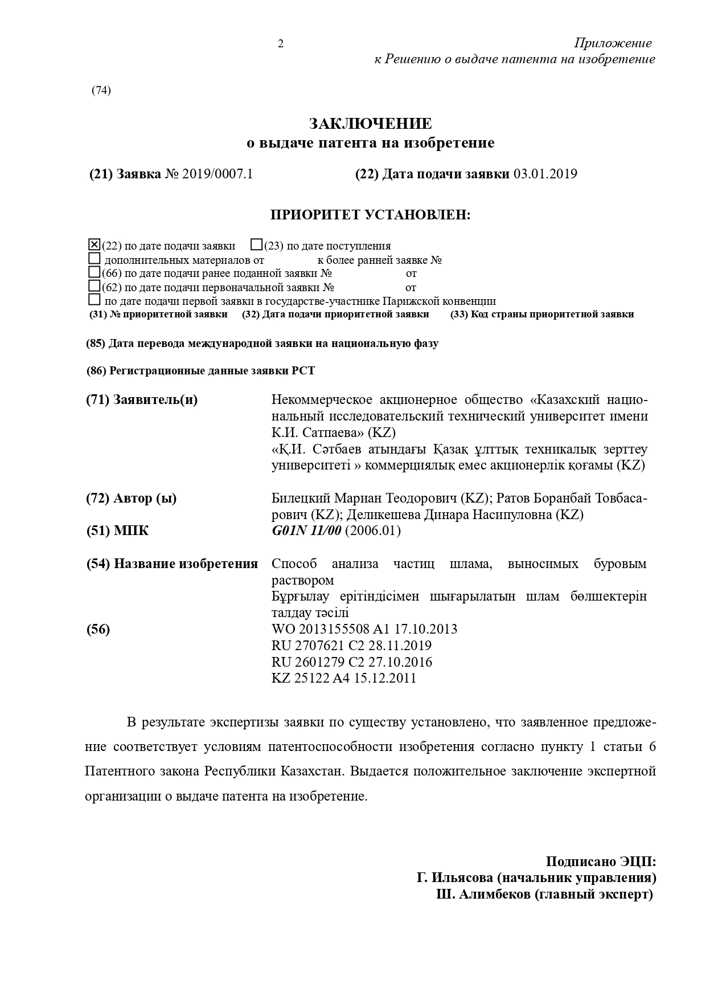 2
Приложение
к Решению о выдаче патента на изобретение
(74)
ЗАКЛЮЧЕНИЕ
о выдаче патента на изобретение
(21) Заявка № 2019/0007.1 (22) Дата подачи заявки 03.01.2019
ПРИОРИТЕТ УСТАНОВЛЕН:
☒ (22) по дате подачи заявки ☐ (23) по дате поступления
☐ дополнительных материалов от к более ранней заявке №
☐ (66) по дате подачи ранее поданной заявки № от
☐ (62) по дате подачи первоначальной заявки № от
☐ по дате подачи первой заявки в государстве-участнике Парижской конвенции
(31) № приоритетной заявки (32) Дата подачи приоритетной заявки (33) Код страны приоритетной заявки
(85) Дата перевода международной заявки на национальную фазу
(86) Регистрационные данные заявки РСТ
(71) Заявитель(и) Некоммерческое акционерное общество «Казахский нацио-
нальный исследовательский технический университет имени
К.И. Сатпаева» (KZ)
«Қ.И. Сәтбаев атындағы Қазақ ұлттық техникалық зерттеу
университеті » коммерциялық емес акционерлік қоғамы (KZ)
(72) Автор (ы) Билецкий Мариан Теодорович (KZ); Ратов Боранбай Товбаса-
рович (KZ); Деликешева Динара Насипуловна (KZ)
(51) МПК G01N 11/00 (2006.01)
(54) Название изобретения Способ анализа частиц шлама, выносимых буровым
раствором
Бұрғылау ерітіндісімен шығарылатын шлам бөлшектерін
талдау тәсілі
(56) WO 2013155508 A1 17.10.2013
RU 2707621 C2 28.11.2019
RU 2601279 C2 27.10.2016
KZ 25122 A4 15.12.2011
В результате экспертизы заявки по существу установлено, что заявленное предложе-
ние соответствует условиям патентоспособности изобретения согласно пункту 1 статьи 6
Патентного закона Республики Казахстан. Выдается положительное заключение экспертной
организации о выдаче патента на изобретение.
Подписано ЭЦП:
Г. Ильясова (начальник управления)
Ш. Алимбеков (главный эксперт)